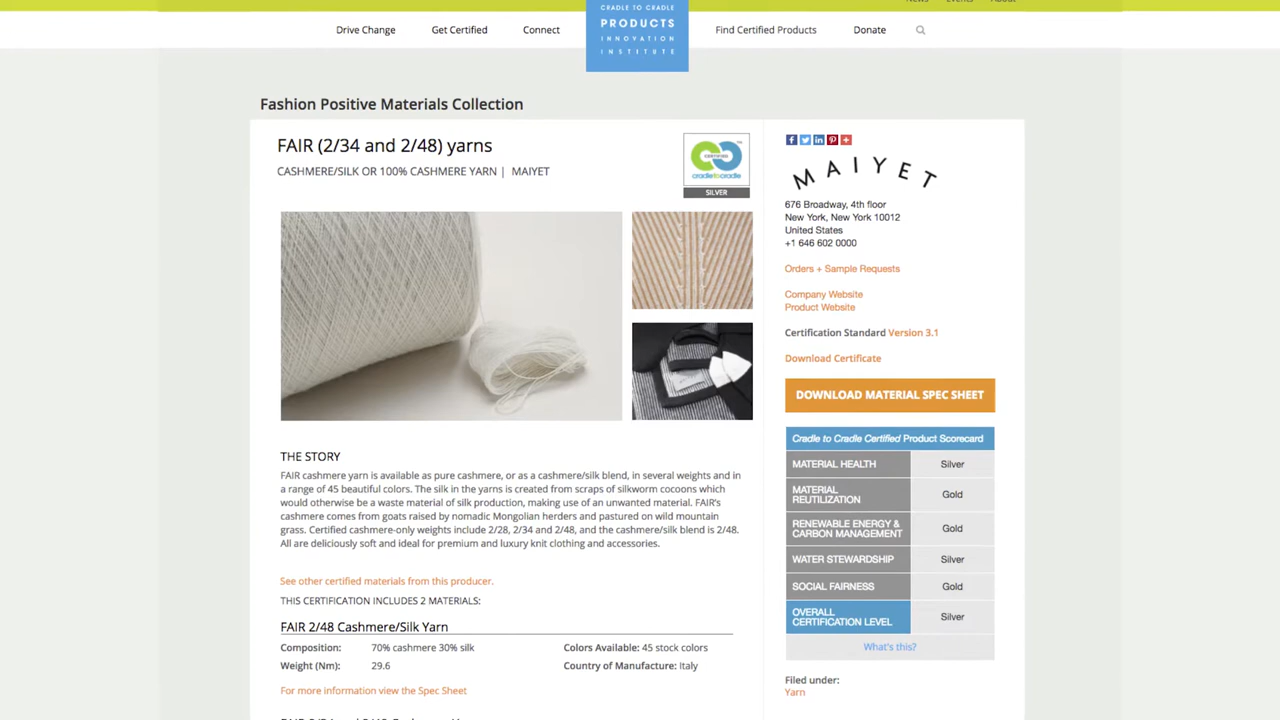 News Events About
CRADLE TO CRADLE
PRODUCTS
INNOVATION
INSTITUTE
Drive Change
Get Certified
Connect
Find Certified Products
Donate
Fashion Positive Materials Collection
FAIR (2/34 and 2/48) yarns
CASHMERE/SILK OR 100% CASHMERE YARN | MAIYET
CERTIFIED
cradletocradle
SILVER
THE STORY
FAIR cashmere yarn is available as pure cashmere, or as a cashmere/silk blend, in several weights and in
a range of 45 beautiful colors. The silk in the yarns is created from scraps of silkworm cocoons which
would otherwise be a waste material of silk production, making use of an unwanted material. FAIR's
cashmere comes from goats raised by nomadic Mongolian herders and pastured on wild mountain
grass. Certified cashmere-only weights include 2/28, 2/34 and 2/48, and the cashmere/silk blend is 2/48.
All are deliciously soft and ideal for premium and luxury knit clothing and accessories.
See other certified materials from this producer.
THIS CERTIFICATION INCLUDES 2 MATERIALS:
FAIR 2/48 Cashmere/Silk Yarn
Composition: 70% cashmere 30% silk
Colors Available: 45 stock colors
Weight (Nm): 29.6
Country of Manufacture: Italy
For more information view the Spec Sheet
MAIYET
676 Broadway, 4th floor
New York, New York 10012
United States
+1 646 602 0000
Orders + Sample Requests
Company Website
Product Website
Certification Standard Version 3.1
Download Certificate
DOWNLOAD MATERIAL SPEC SHEET
Cradle to Cradle Certified Product Scorecard
MATERIAL HEALTH Silver
MATERIAL
REUTILIZATION Gold
RENEWABLE ENERGY &
CARBON MANAGEMENT Gold
WATER STEWARDSHIP Silver
SOCIAL FAIRNESS Gold
OVERALL
CERTIFICATION LEVEL Silver
What's this?
Filed under:
Yarn